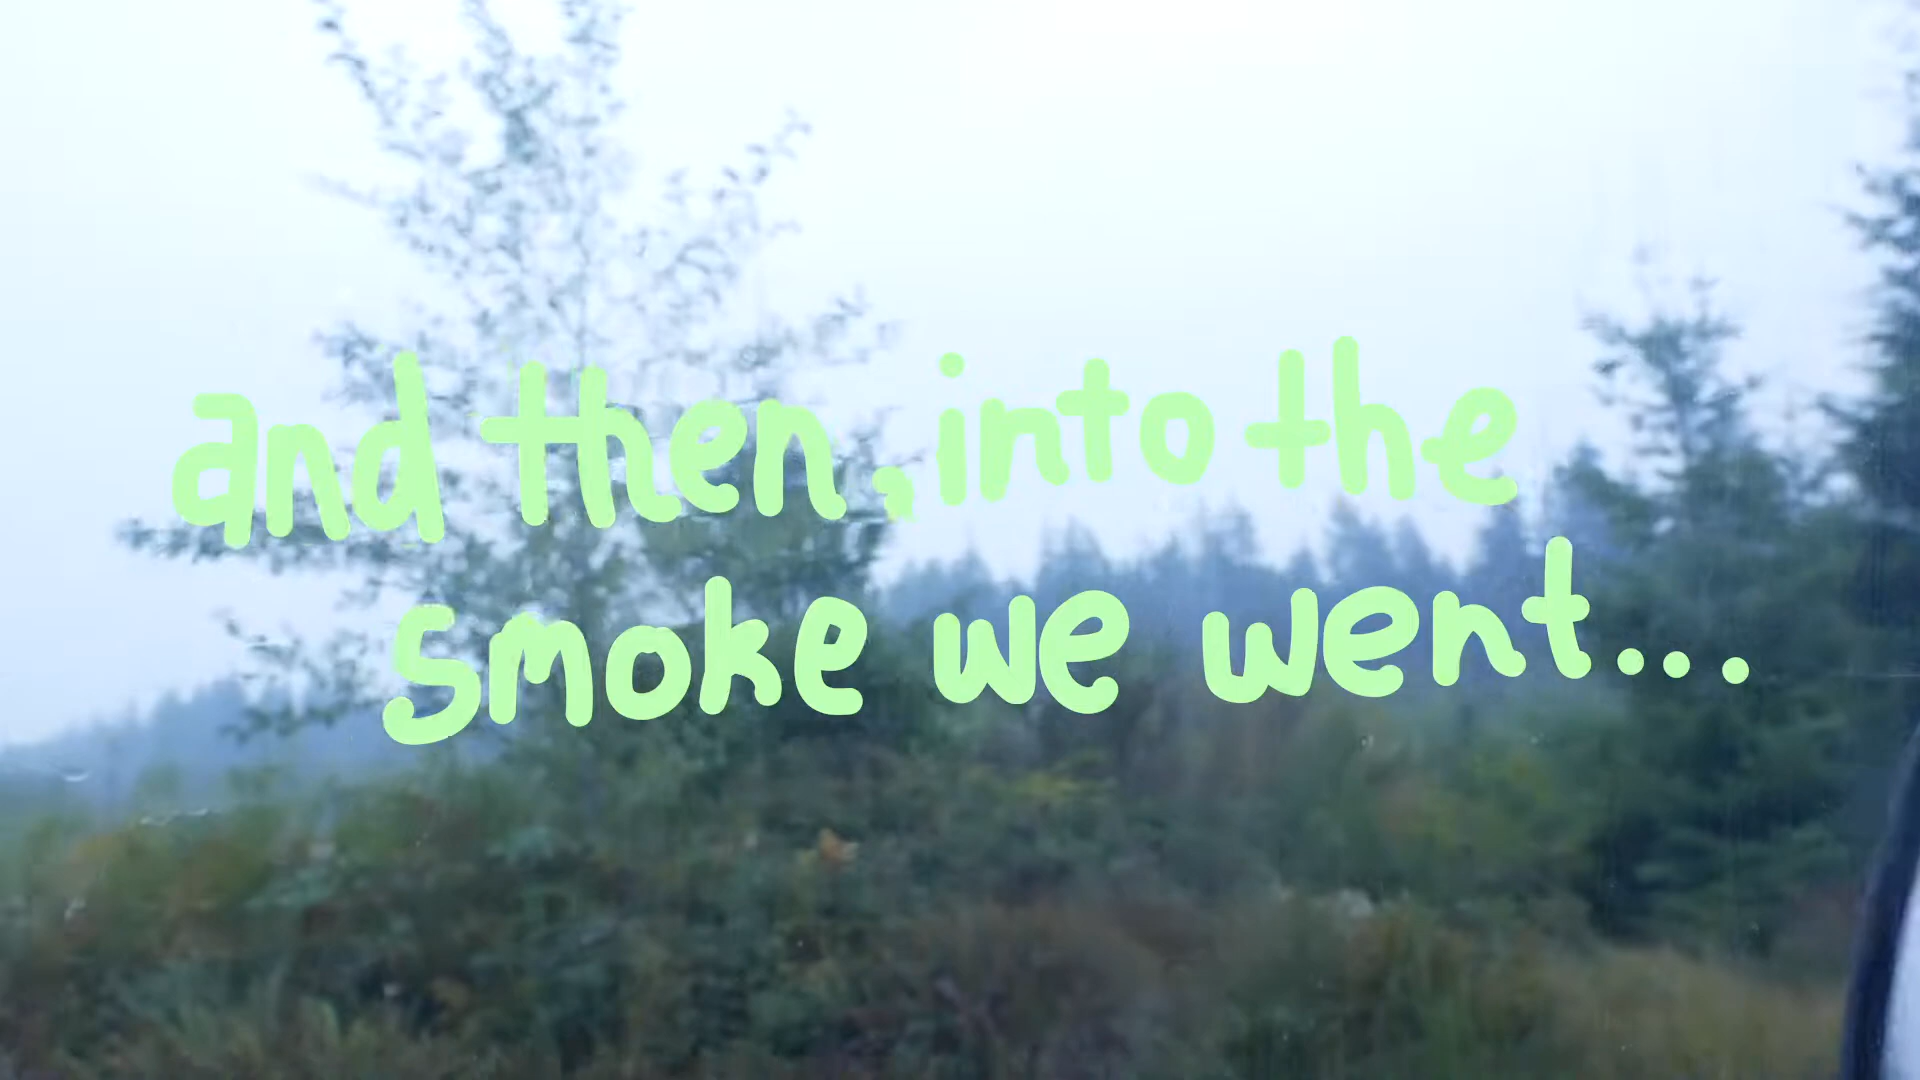 and then, into the
smoke we went...